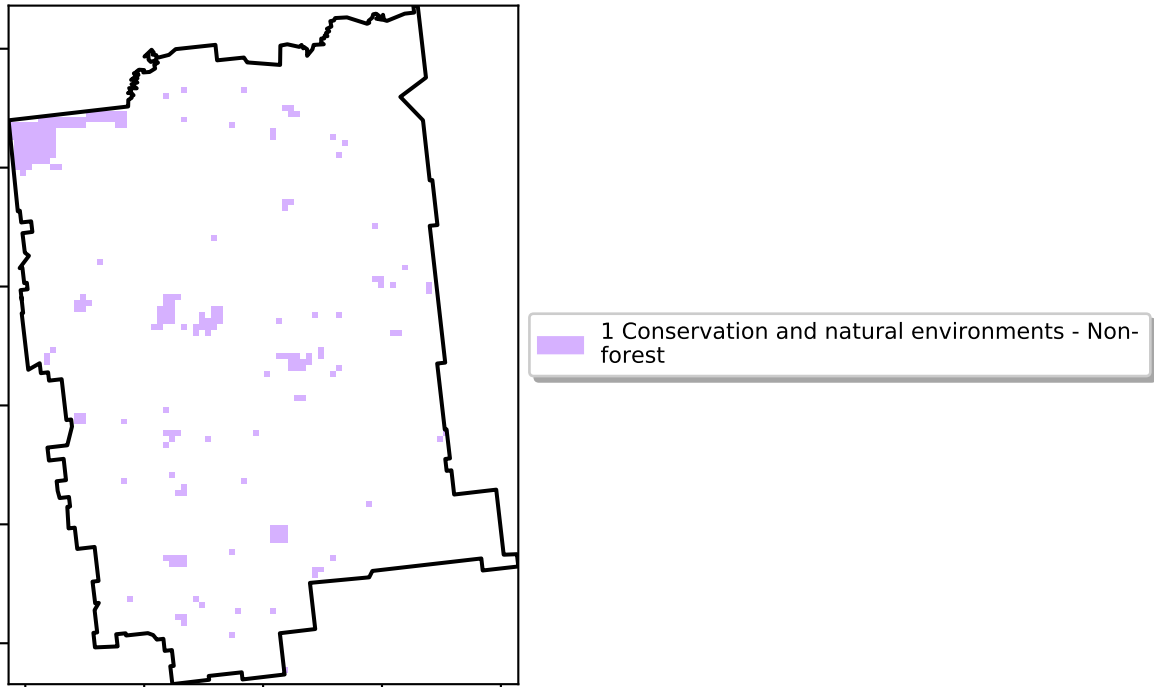 1 Conservation and natural environments - Non-
forest